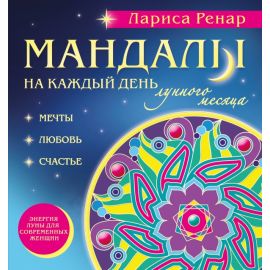 Лариса Ренар
МАНДАЛЫ
НА КАЖДЫЙ ДЕНЬ
лунного месяца
МЕЧТЫ
ЛЮБОВЬ
СЧАСТЬЕ
ЭНЕРГИЯ
ЛУНЫ ДЛЯ
СОВРЕМЕННЫХ
ЖЕНЩИН